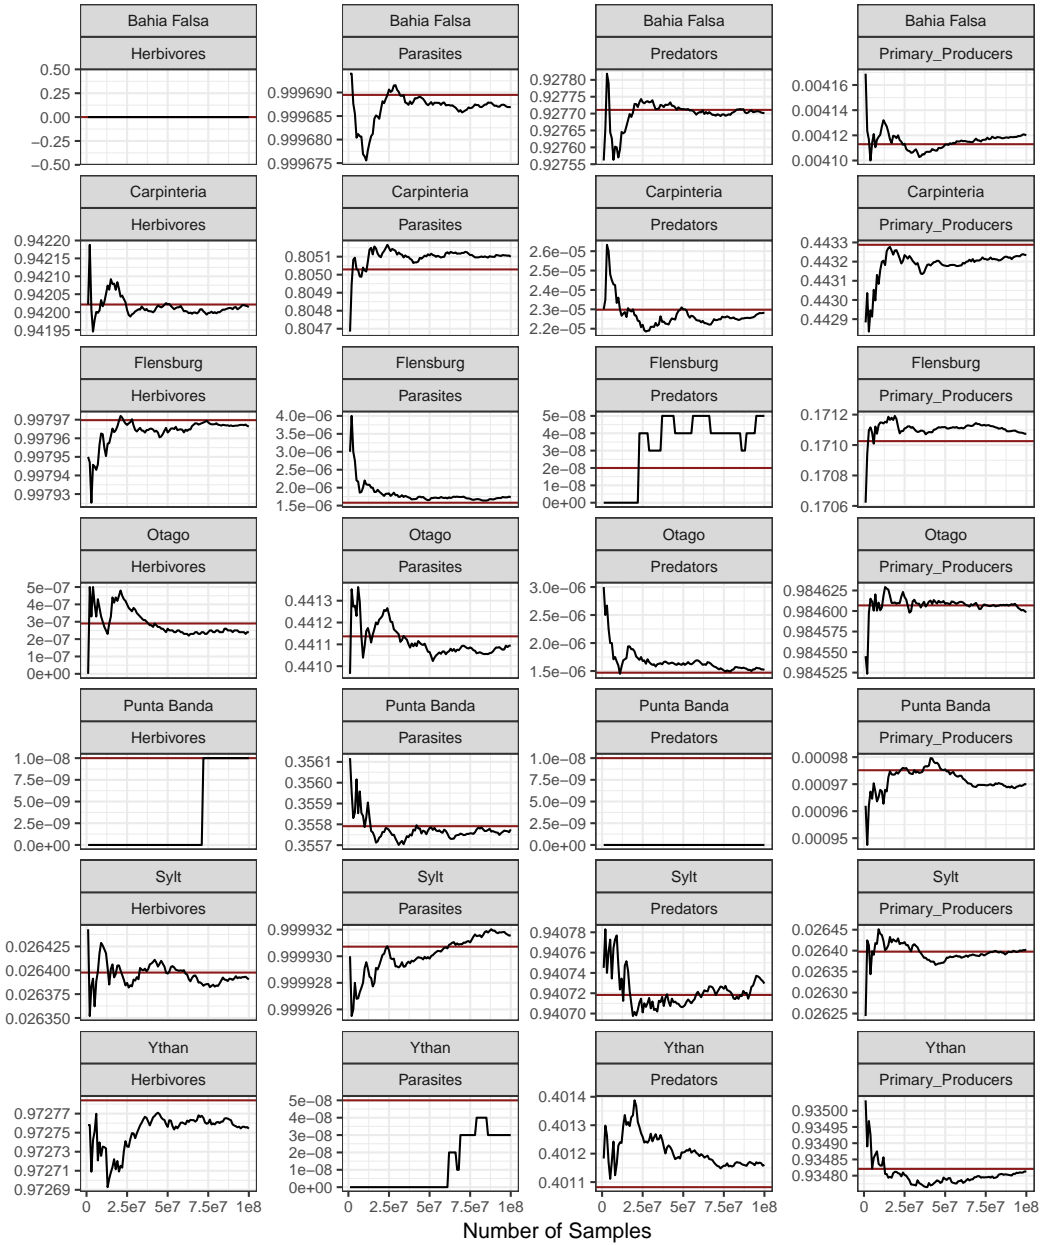 Bahia Falsa Bahia Falsa Bahia Falsa Bahia Falsa
Herbivores Parasites Predators Primary_Producers
0.50 0.25 0.00 −0.25 −0.50
0.999690 0.999685 0.999680 0.999675
0.92780 0.92775 0.92770 0.92765 0.92760 0.92755
0.00416 0.00414 0.00412 0.00410
Carpinteria Carpinteria Carpinteria Carpinteria
Herbivores Parasites Predators Primary_Producers
0.94220 0.94210 0.94205 0.94200 0.94195
0.8051 0.8050 0.8049 0.8048 0.8047
2.6e−05 2.6e−05 2.4e−05 2.3e−05 2.2e−05
0.4433 0.4432 0.4431 0.4430 0.4429
Flensburg Flensburg Flensburg Flensburg
Herbivores Parasites Predators Primary_Producers
0.99797 0.99796 0.99794 0.99793
4.0e−06 3.5e−06 3.0e−06 2.5e−06 2.0e−06 1.5e−06
5e−08 4e−08 3e−08 2e−08 1e−08 0e+00
0.1712 0.1710 0.1708 0.1706
Otago Otago Otago Otago
Herbivores Parasites Predators Primary_Producers
5e−07 4e−07 3e−07 2e−07 1e−07 0e+00
0.4413 0.4412 0.4411 0.4410
3.0e−06 2.5e−06 2.0e−06 1.5e−06
0.984625 0.984600 0.984575 0.984550 0.984525
Punta Banda Punta Banda Punta Banda Punta Banda
Herbivores Parasites Predators Primary_Producers
1.0e−08 7.5e−09 5.0e−09 2.5e−09 0.0e+00
0.3561 0.3560 0.3559 0.3558 0.3557
1.0e−08 7.5e−09 5.0e−09 2.5e−09 0.0e+00
0.00098 0.00097 0.00096 0.00095
Sylt Sylt Sylt Sylt
Herbivores Parasites Predators Primary_Producers
0.026425 0.026400 0.026375 0.026350
0.999932 0.999930 0.999928 0.999926
0.94078 0.94074 0.94072 0.94070
0.02645 0.02640 0.02635 0.02630 0.02625
Ythan Ythan Ythan Ythan
Herbivores Parasites Predators Primary_Producers
0.97277 0.97275 0.97273 0.97271 0.97269
5e−08 4e−08 3e−08 2e−08 1e−08 0e+00
0.4014 0.4013 0.4012 0.4011
0.93500 0.93490 0.93485 0.93480
0 2.5e7 5e7 7.5e7 1e8 0 2.5e7 5e7 7.5e7 1e8 0 2.5e7 5e7 7.5e7 1e8 0 2.5e7 5e7 7.5e7 1e8
Number of Samples